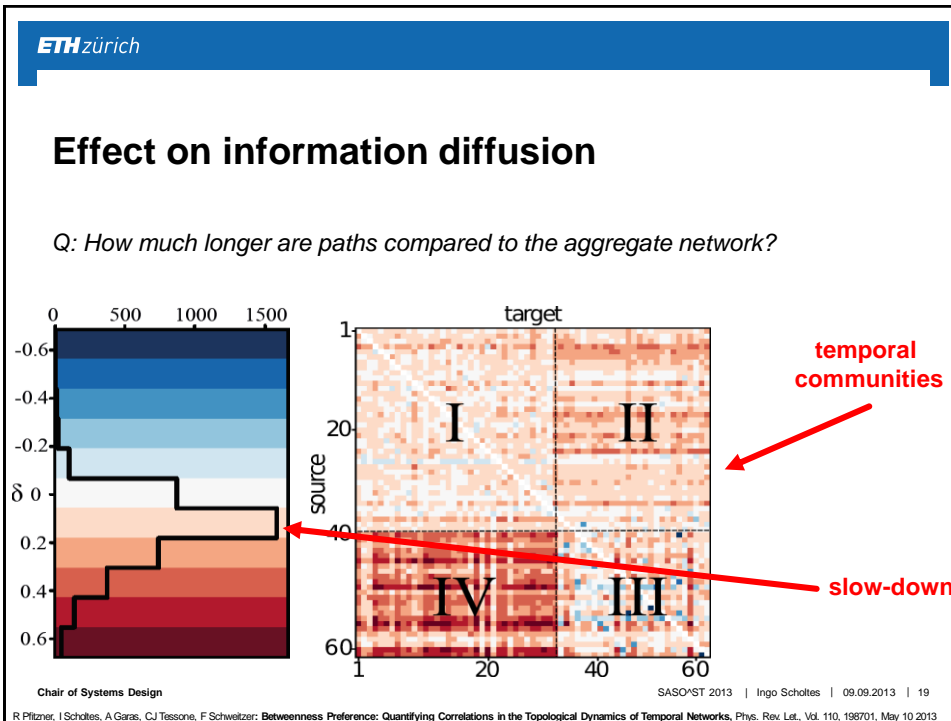 ETH zürich
Effect on information diffusion
Q: How much longer are paths compared to the aggregate network?
0 500 1000 1500
-0.6
-0.4
-0.2
δ 0
0.2
0.4
0.6
target
1
20
source
40
60
1 20 40 60
I II
IV III
temporal
communities
slow-down
Chair of Systems Design
SASO^ST 2013 | Ingo Scholtes | 09.09.2013 | 19
R Pfitzner, I Scholtes, A Garas, CJ Tessone, F Schweitzer: Betweenness Preference: Quantifying Correlations in the Topological Dynamics of Temporal Networks, Phys. Rev. Let., Vol. 110, 198701, May 10 2013